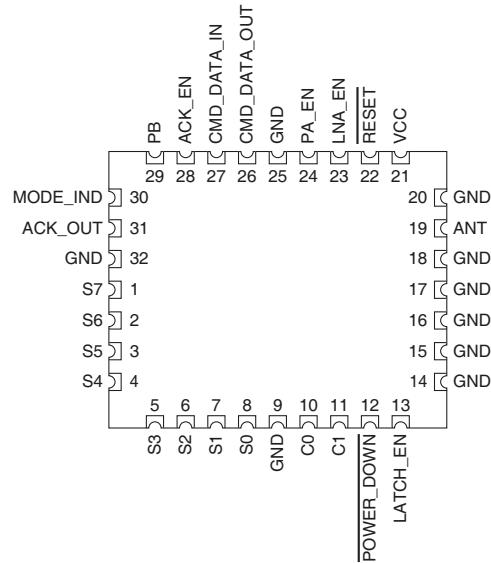 PB
ACK_EN
CMD_DATA_IN
CMD_DATA_OUT
GND
PA_EN
LNA_EN
RESET
VCC
29 28 27 26 25 24 23 22 21
MODE_IND 30
ACK_OUT 31
GND 32
S7 1
S6 2
S5 3
S4 4
20 GND
19 ANT
18 GND
17 GND
16 GND
15 GND
14 GND
5 6 7 8 9 10 11 12 13
S3
S2
S1
S0
GND
C0
C1
POWER_DOWN
LATCH_EN